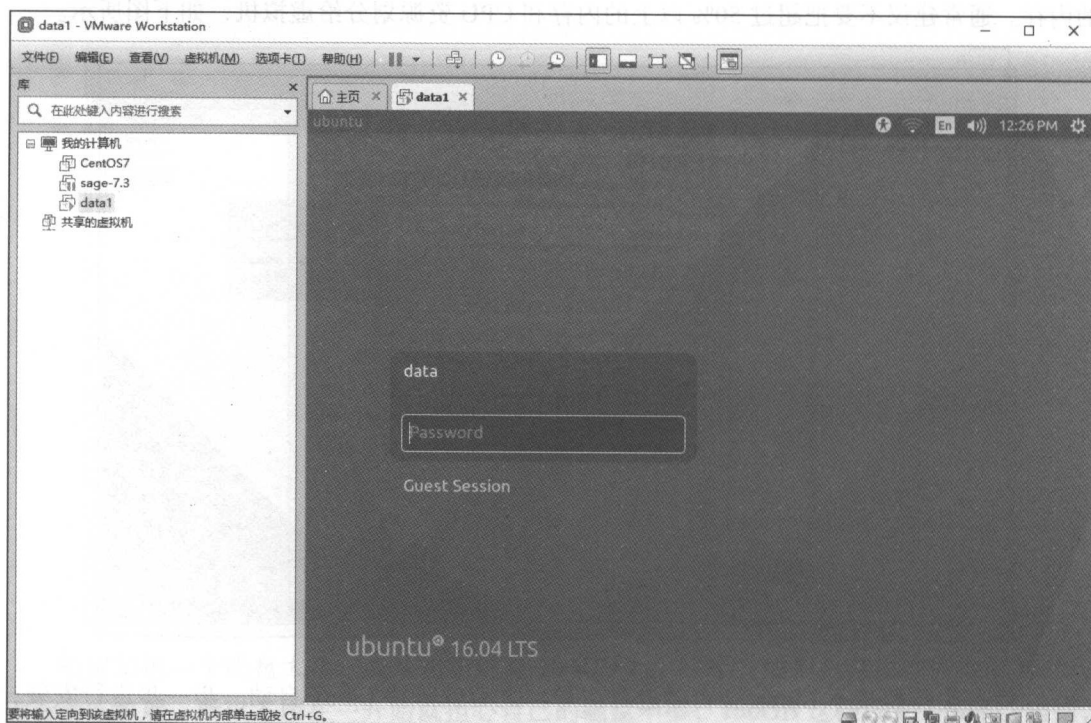 data1 - VMware Workstation
文件(F) 编辑(E) 查看(V) 虚拟机(M) 选项卡(T) 帮助(H)
库
在此处键入内容进行搜索
主页
data1
我的计算机
CentOS7
sage-7.3
data1
共享的虚拟机
ubuntu
En
12:26 PM
data
Password
Guest Session
ubuntu® 16.04 LTS
要将输入定向到该虚拟机，请在虚拟机内部单击或按 Ctrl+G。